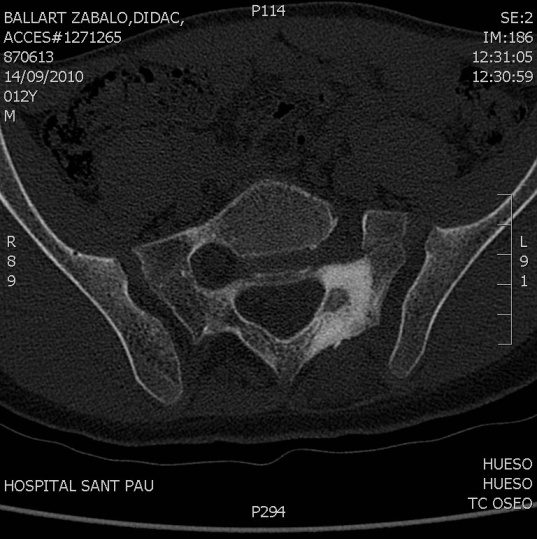 BALLART ZABALO,DIDAC,
ACCES#1271265
870613
14/09/2010
012Y
M
P114
SE:2
IM:186
12:31:05
12:30:59
R
8
9
L
9
1
HOSPITAL SANT PAU
P294
HUESO
HUESO
TC OSEO